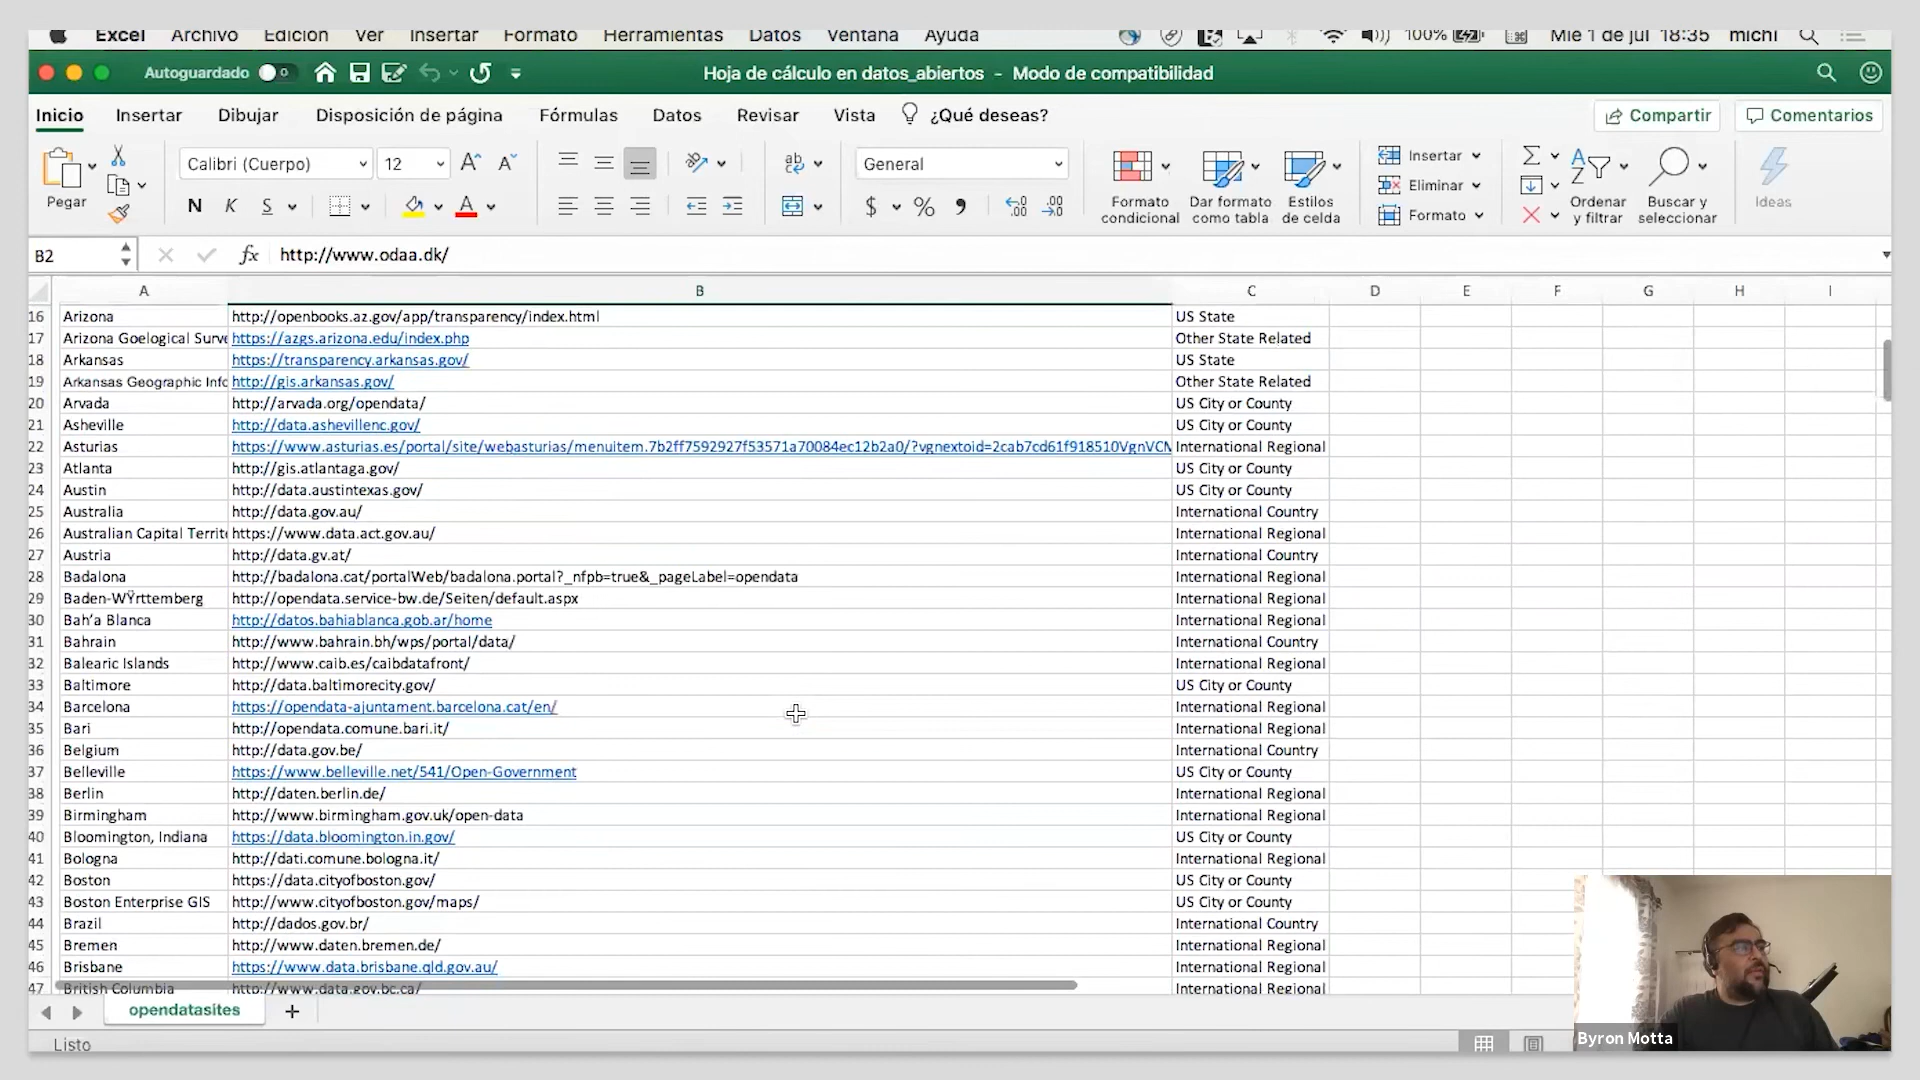 Excel Archivo Edición Ver Insertar Formato Herramientas Datos Ventana Ayuda 100% Mié 1 de jul 18:35 michi
Autoguardado Hoja de cálculo en datos_abiertos - Modo de compatibilidad
Inicio Insertar Dibujar Disposición de página Fórmulas Datos Revisar Vista ¿Qué deseas? Compartir Comentarios
Pegar Calibri (Cuerpo) 12 General Formato condicional Dar formato como tabla Estilos de celda Insertar Eliminar Formato Ordenar y filtrar Buscar y seleccionar Ideas
N K S $ % 
B2 fx http://www.odaa.dk/
A B C D E F G H I
16 Arizona http://openbooks.az.gov/app/transparency/index.html US State
17 Arizona Goelogical Surve https://azgs.arizona.edu/index.php Other State Related
18 Arkansas https://transparency.arkansas.gov/ US State
19 Arkansas Geographic Info http://gis.arkansas.gov/ Other State Related
20 Arvada http://arvada.org/opendata/ US City or County
21 Asheville http://data.ashevillenc.gov/ US City or County
22 Asturias https://www.asturias.es/portal/site/webasturias/menuitem.7b2ff7592927f53571a70084ec12b2a0/?vgnextoid=2cab7cd61f918510VgnVCM International Regional
23 Atlanta http://gis.atlantaga.gov/ US City or County
24 Austin http://data.austintexas.gov/ US City or County
25 Australia http://data.gov.au/ International Country
26 Australian Capital Territo https://www.data.act.gov.au/ International Regional
27 Austria http://data.gv.at/ International Country
28 Badalona http://badalona.cat/portalWeb/badalona.portal?_nfpb=true&_pageLabel=opendata International Regional
29 Baden-WŸrttemberg http://opendata.service-bw.de/Seiten/default.aspx International Regional
30 Bah’a Blanca http://datos.bahiablanca.gob.ar/home International Regional
31 Bahrain http://www.bahrain.bh/wps/portal/data/ International Country
32 Balearic Islands http://www.caib.es/caibdatafront/ International Regional
33 Baltimore http://data.baltimorecity.gov/ US City or County
34 Barcelona https://opendata-ajuntament.barcelona.cat/en/ International Regional
35 Bari http://opendata.comune.bari.it/ International Regional
36 Belgium http://data.gov.be/ International Country
37 Belleville https://www.belleville.net/541/Open-Government US City or County
38 Berlin http://daten.berlin.de/ International Regional
39 Birmingham http://www.birmingham.gov.uk/open-data International Regional
40 Bloomington, Indiana https://data.bloomington.in.gov/ US City or County
41 Bologna http://dati.comune.bologna.it/ International Regional
42 Boston https://data.cityofboston.gov/ US City or County
43 Boston Enterprise GIS http://www.cityofboston.gov/maps/ US City or County
44 Brazil http://dados.gov.br/ International Country
45 Bremen http://www.daten.bremen.de/ International Regional
46 Brisbane https://www.data.brisbane.qld.gov.au/ International Regional
47 British Columbia http://www.data.gov.bc.ca/ International Regional
opendatasites
Listo
Byron Motta